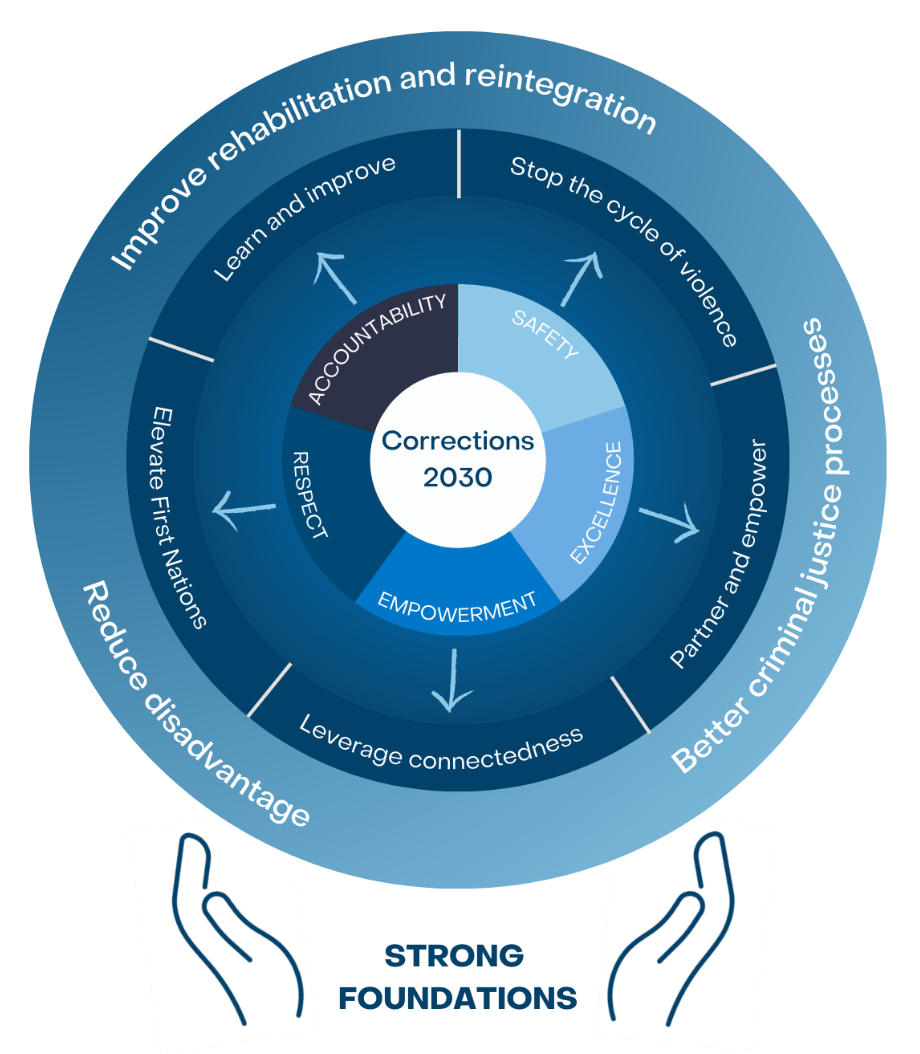 Improve rehabilitation and reintegration
Better criminal justice processes
Reduce disadvantage
Learn and improve
Stop the cycle of violence
Partner and empower
Leverage connectedness
Elevate First Nations
ACCOUNTABILITY
SAFETY
EXCELLENCE
EMPOWERMENT
RESPECT
Corrections
2030
STRONG
FOUNDATIONS